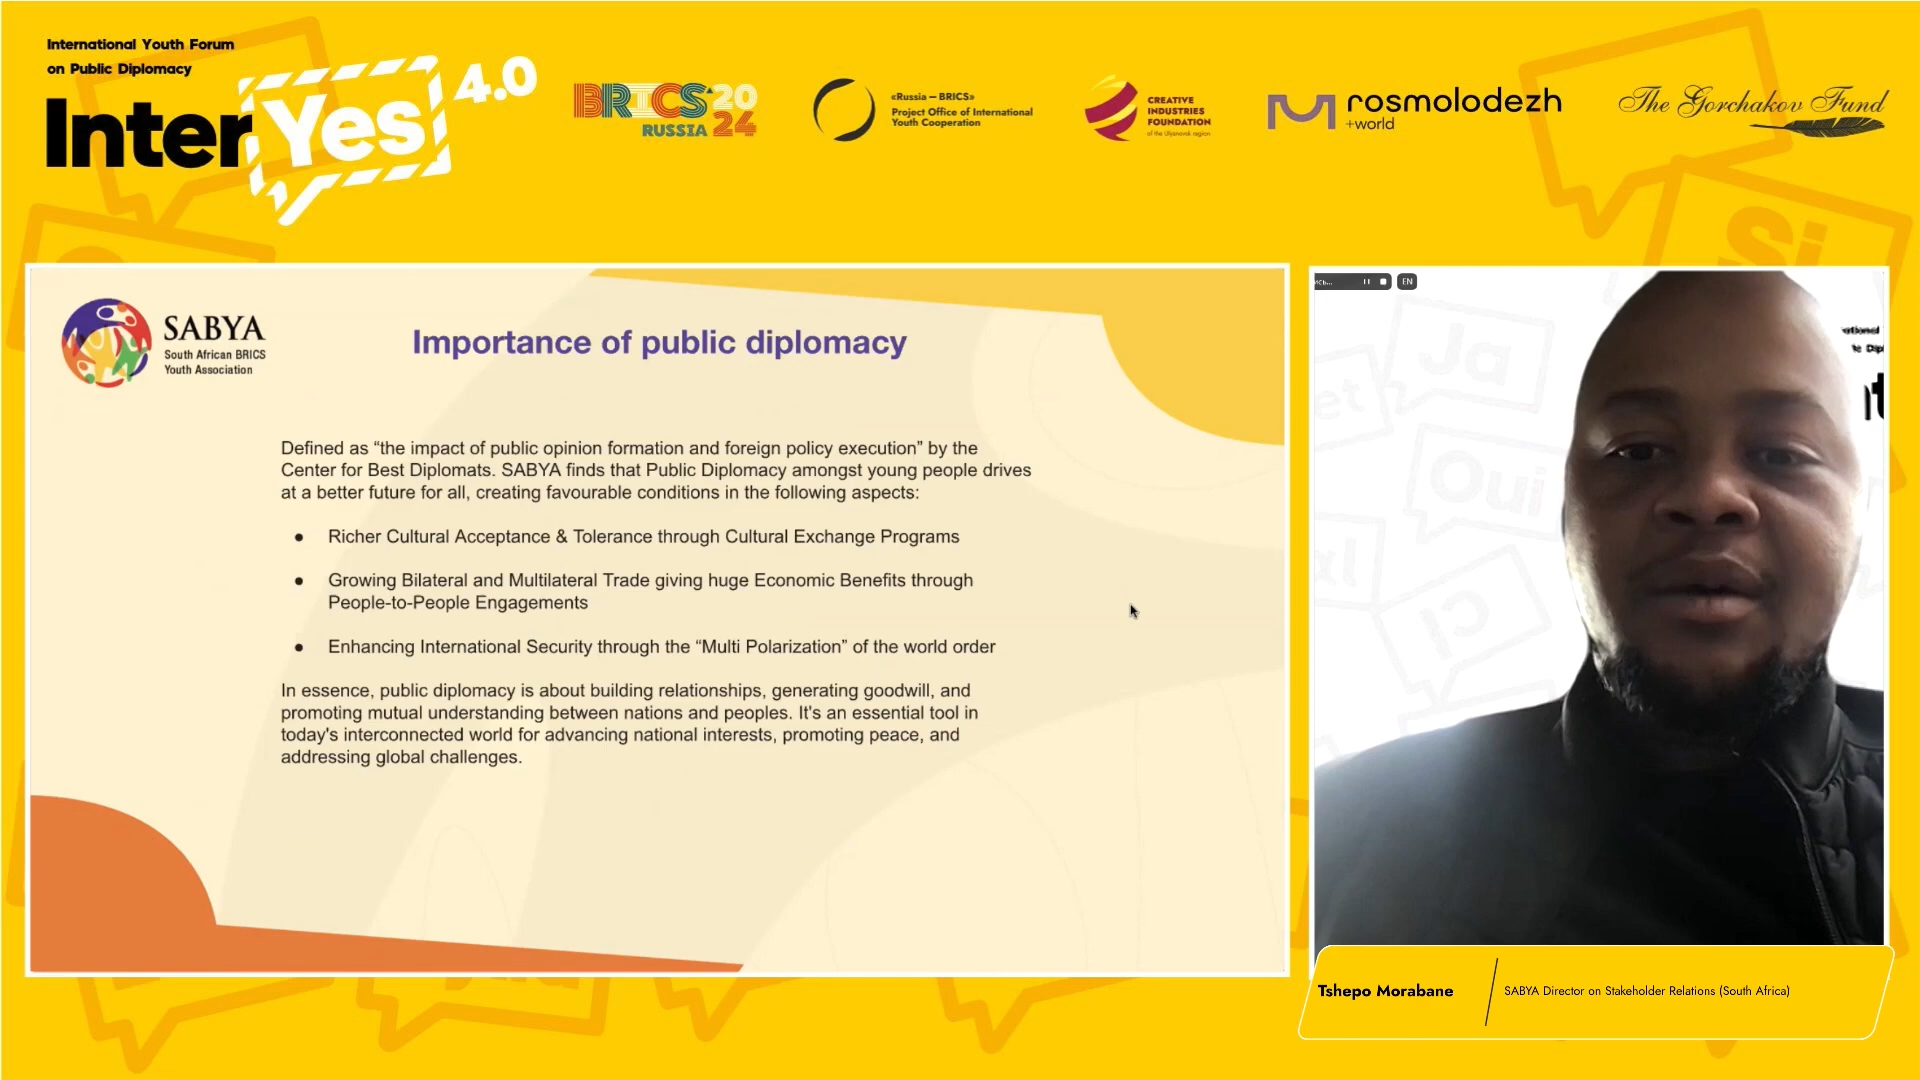 International Youth Forum
on Public Diplomacy
Inter Yes 4.0
BRICS 2024
RUSSIA
«Russia – BRICS»
Project Office of International
Youth Cooperation
CREATIVE
INDUSTRIES
FOUNDATION
of the Ulyanovsk region
rosmolodezh
+world
The Gorchakov Fund
Si
SABYA
South African BRICS
Youth Association
Importance of public diplomacy
Defined as “the impact of public opinion formation and foreign policy execution” by the
Center for Best Diplomats. SABYA finds that Public Diplomacy amongst young people drives
at a better future for all, creating favourable conditions in the following aspects:
● Richer Cultural Acceptance & Tolerance through Cultural Exchange Programs
● Growing Bilateral and Multilateral Trade giving huge Economic Benefits through
People-to-People Engagements
● Enhancing International Security through the “Multi Polarization” of the world order
In essence, public diplomacy is about building relationships, generating goodwill, and
promoting mutual understanding between nations and peoples. It's an essential tool in
today's interconnected world for advancing national interests, promoting peace, and
addressing global challenges.
EN
Ja
Oui
Tshepo Morabane
SABYA Director on Stakeholder Relations (South Africa)